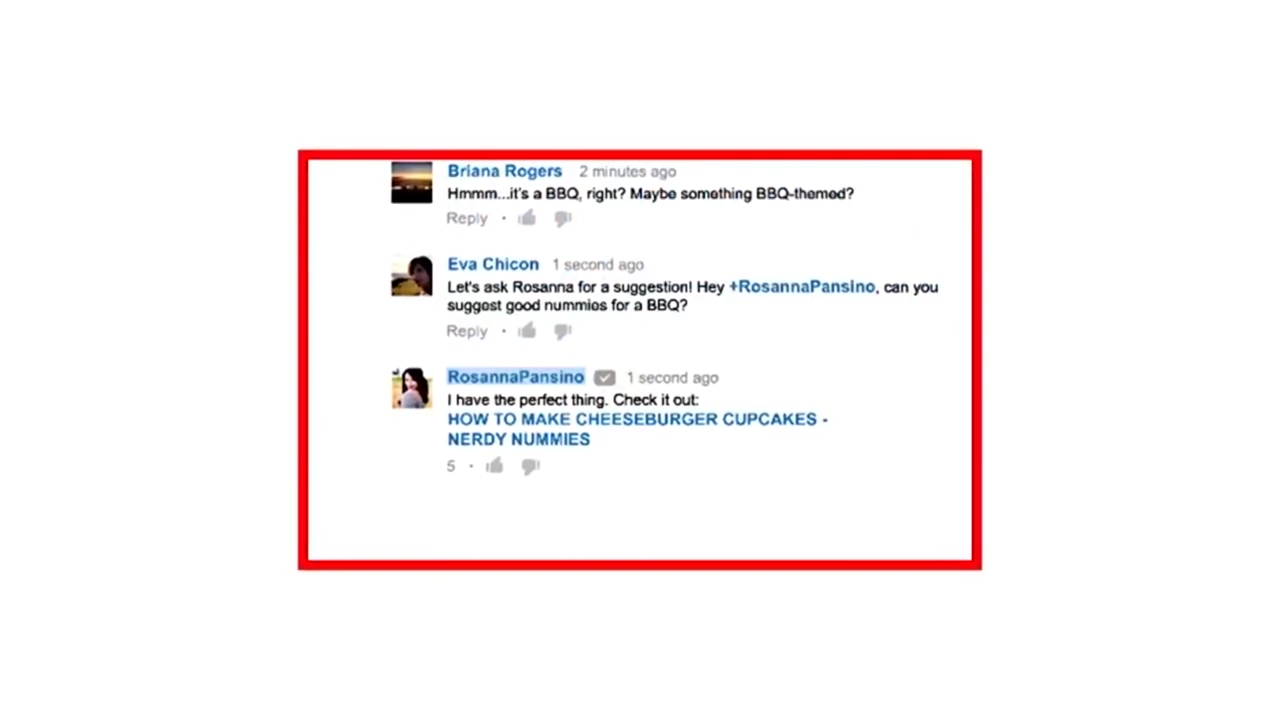 Briana Rogers 2 minutes ago
Hmmm...it's a BBQ, right? Maybe something BBQ-themed?
Reply ·
Eva Chicon 1 second ago
Let's ask Rosanna for a suggestion! Hey +RosannaPansino, can you
suggest good nummies for a BBQ?
Reply ·
RosannaPansino 1 second ago
I have the perfect thing. Check it out:
HOW TO MAKE CHEESEBURGER CUPCAKES -
NERDY NUMMIES
5 ·